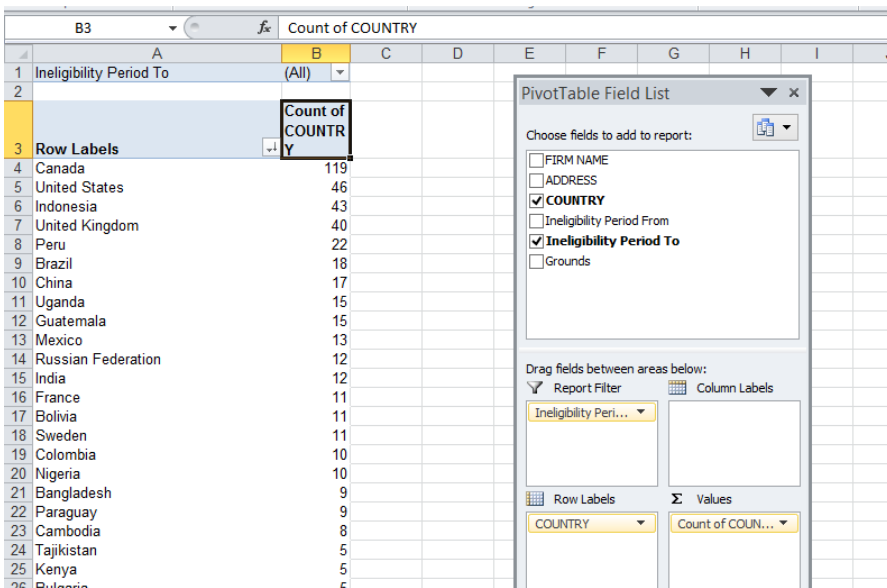 B3 fx Count of COUNTRY
A B C D E F G H I
1 Ineligibility Period To (All)
2
3 Row Labels Count of COUNTRY
4 Canada 119
5 United States 46
6 Indonesia 43
7 United Kingdom 40
8 Peru 22
9 Brazil 18
10 China 17
11 Uganda 15
12 Guatemala 15
13 Mexico 13
14 Russian Federation 12
15 India 12
16 France 11
17 Bolivia 11
18 Sweden 11
19 Colombia 10
20 Nigeria 10
21 Bangladesh 9
22 Paraguay 9
23 Cambodia 8
24 Tajikistan 5
25 Kenya 5
26 Bulgaria 5
PivotTable Field List
Choose fields to add to report:
FIRM NAME
ADDRESS
COUNTRY
Ineligibility Period From
Ineligibility Period To
Grounds
Drag fields between areas below:
Report Filter Column Labels
Ineligibility Peri...
Row Labels Σ Values
COUNTRY Count of COUN...